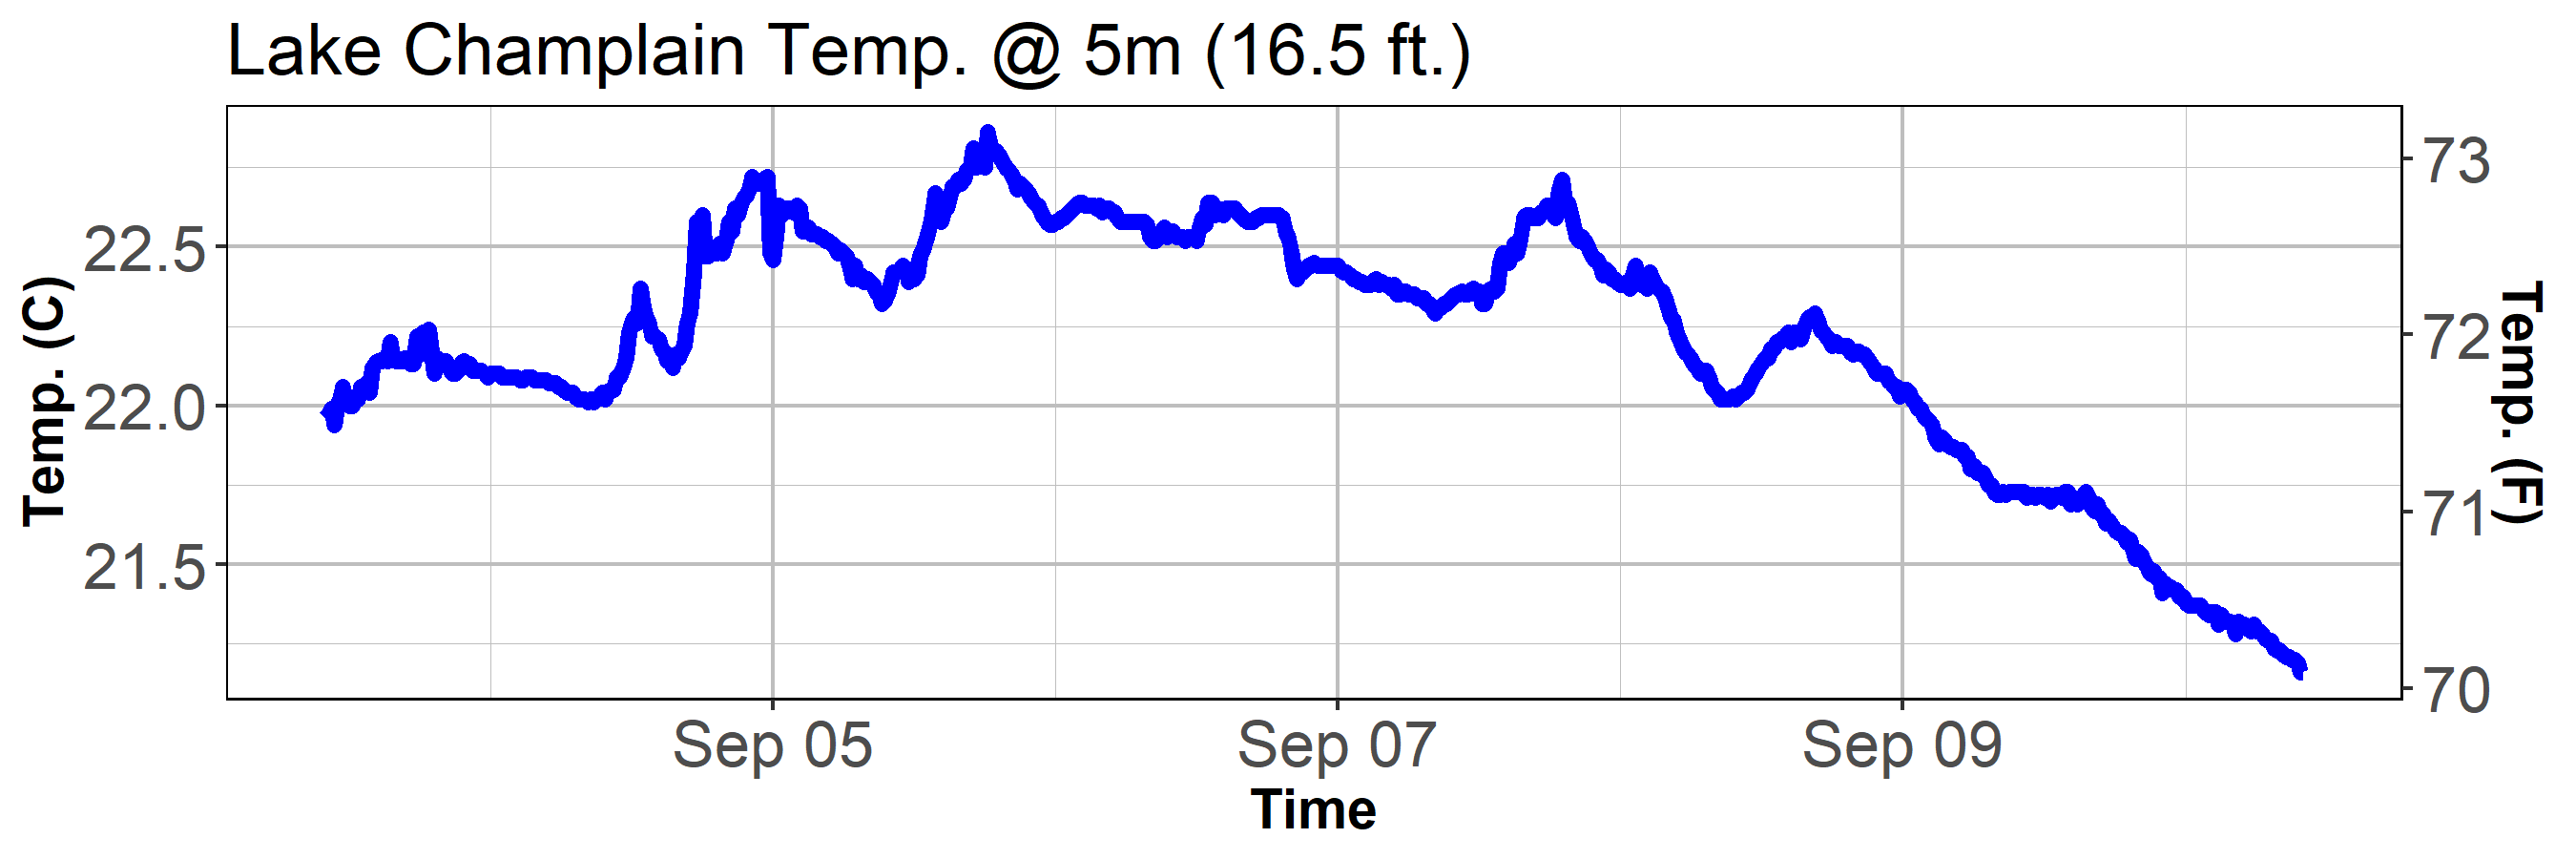 Lake Champlain Temp. @ 5m (16.5 ft.)
Temp. (C)
22.5
22.0
21.5
73
72
71
70
Temp. (F)
Sep 05
Sep 07
Sep 09
Time